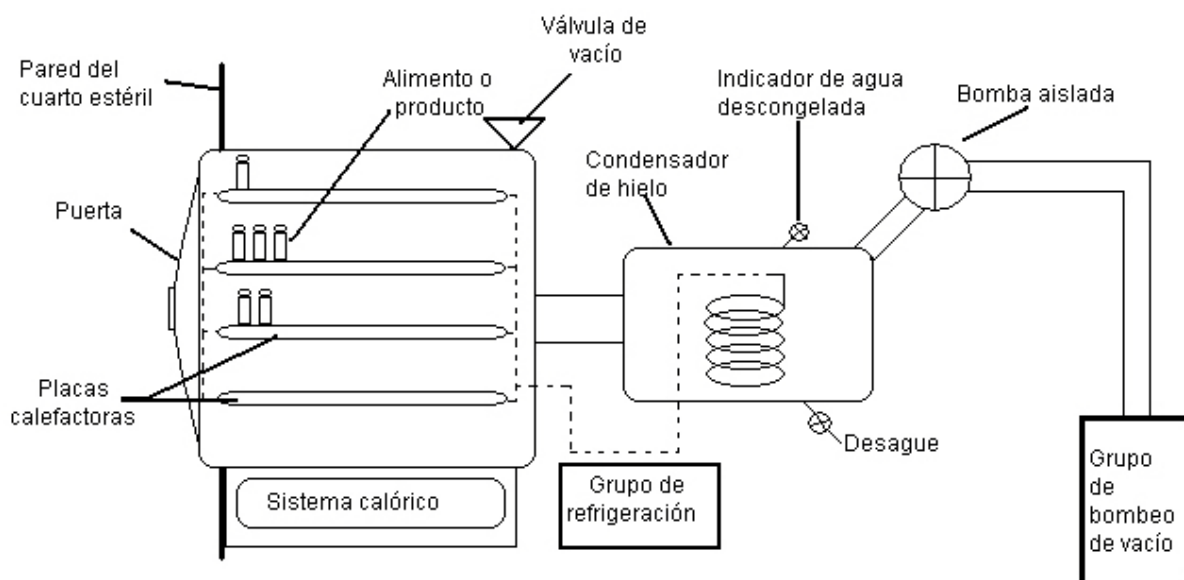 Válvula de
vacío
Pared del
cuarto estéril
Alimento o
producto
Indicador de agua
descongelada
Bomba aislada
Condensador
de hielo
Puerta
Placas
calefactoras
Desague
Sistema calórico
Grupo de
refrigeración
Grupo
de
bombeo
de vacío